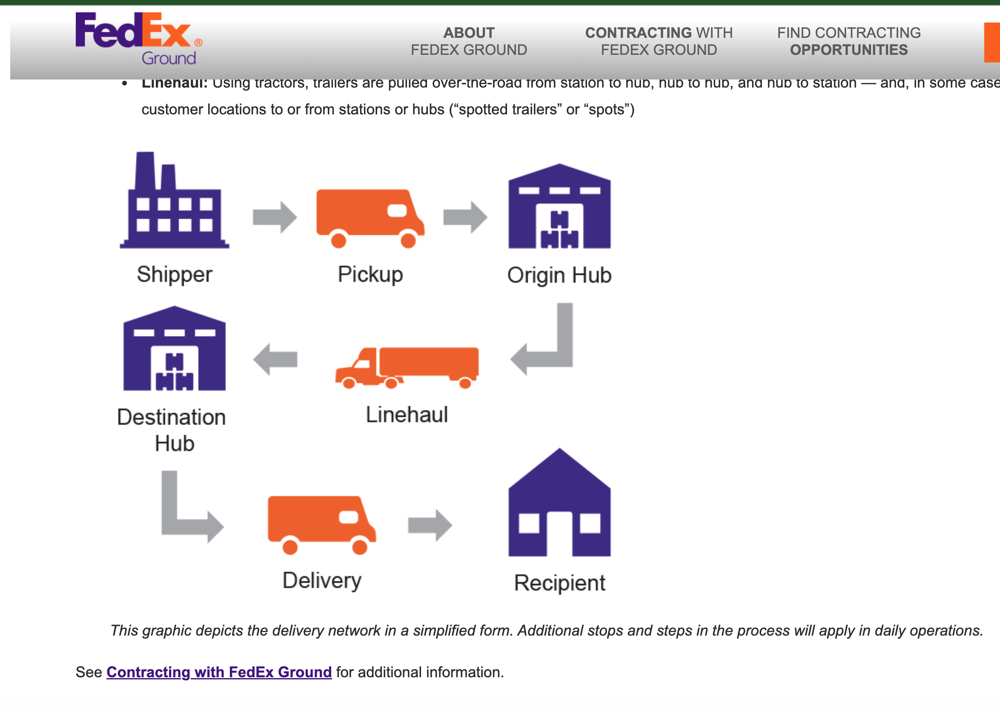 FedEx®
Ground
ABOUT
FEDEX GROUND
CONTRACTING WITH
FEDEX GROUND
FIND CONTRACTING
OPPORTUNITIES
• Linehaul: Using tractors, trailers are pulled over-the-road from station to hub, hub to hub, and hub to station — and, in some case
customer locations to or from stations or hubs (“spotted trailers” or “spots”)
Shipper
Pickup
Origin Hub
Destination
Hub
Linehaul
Delivery
Recipient
This graphic depicts the delivery network in a simplified form. Additional stops and steps in the process will apply in daily operations.
See Contracting with FedEx Ground for additional information.